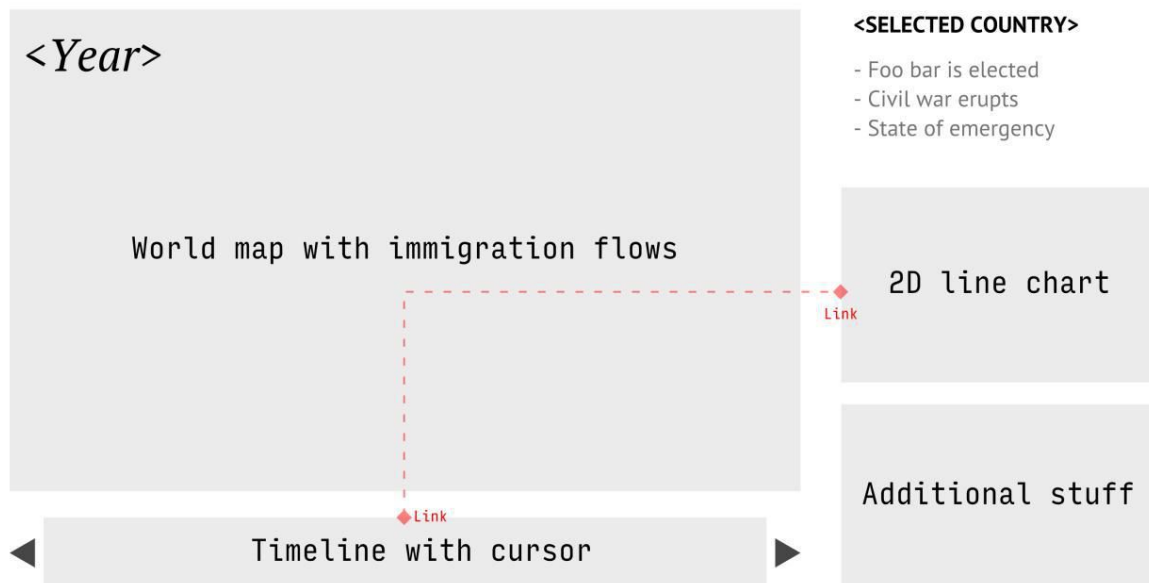 <Year>
World map with immigration flows
Link
Timeline with cursor
<SELECTED COUNTRY>
- Foo bar is elected
- Civil war erupts
- State of emergency
2D line chart
Link
Additional stuff